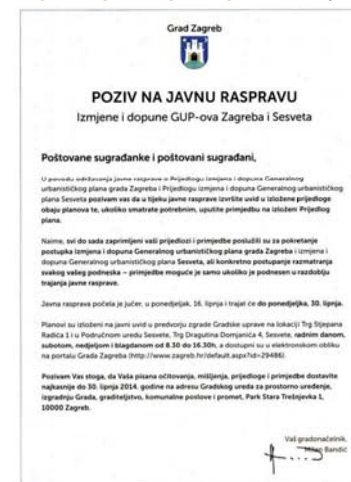 Grad Zagreb
POZIV NA JAVNU RASPRAVU
Izmjene i dopune GUP-ova Zagreba i Sesveta
Poštovane sugrađanke i poštovani sugrađani,
U povodu održavanja javne rasprave o Prijedlogu izmjena i dopuna Generalnog
urbanističkog plana grada Zagreba i Prijedlogu izmjena i dopuna Generalnog urbanističkog
plana Sesveta pozivam vas da u tijeku javne rasprave izvršite uvid u izložene prijedloge
obaju planova te, ukoliko smatrate potrebnim, uputite primjedbu na izloženi Prijedlog
plana.
Naime, svi do sada zaprimljeni vaši prijedlozi i primjedbe poslužili su za pokretanje
postupka izmjena i dopuna Generalnog urbanističkog plana grada Zagreba i izmjena i
dopuna Generalnog urbanističkog plana Sesveta, ali konkretno postupanje razmatranja
svakog vašeg podneska – primjedbe moguće je samo ukoliko je podnesen u razdoblju
trajanja javne rasprave.
Javna rasprava počela je jučer, u ponedjeljak, 16. lipnja i trajat će do ponedjeljka, 30. lipnja.
Planovi su izloženi na javni uvid u predvorju zgrade Gradske uprave na lokaciji Trg Stjepana
Radića 1 i u Područnom uredu Sesvete, Trg Dragutina Domjanića 4, Sesvete, radnim danom,
subotom, nedjeljom i blagdanom od 8.30 do 16.30h, a dostupni su u elektronskom obliku
na portalu Grada Zagreba (http://www.zagreb.hr/default.aspx?id=29486).
Pozivam Vas stoga, da Vaša pisana očitovanja, mišljenja, prijedloge i primjedbe dostavite
najkasnije do 30. lipnja 2014. godine na adresu Gradskog ureda za prostorno uređenje,
izgradnju Grada, graditeljstvo, komunalne poslove i promet, Park Stara Trešnjevka 1,
10000 Zagreb.
Vaš gradonačelnik,
Milan Bandić